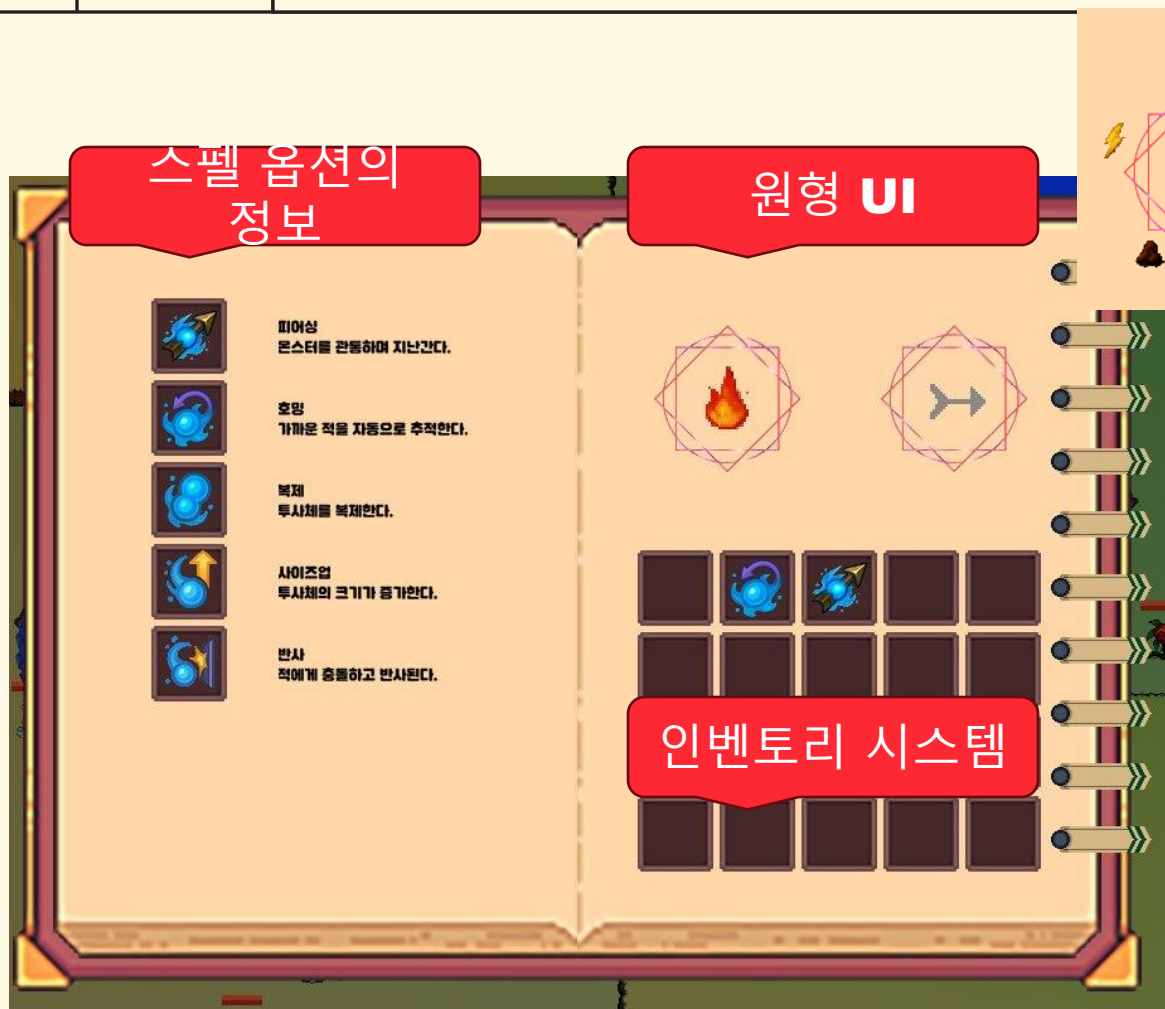 스펠 옵션의
정보
원형 UI
피어싱
몬스터를 관통하며 지난간다.
호밍
가까운 적을 자동으로 추적한다.
복제
투사체를 복제한다.
사이즈업
투사체의 크기가 증가한다.
반사
적에게 충돌하고 반사된다.
인벤토리 시스템